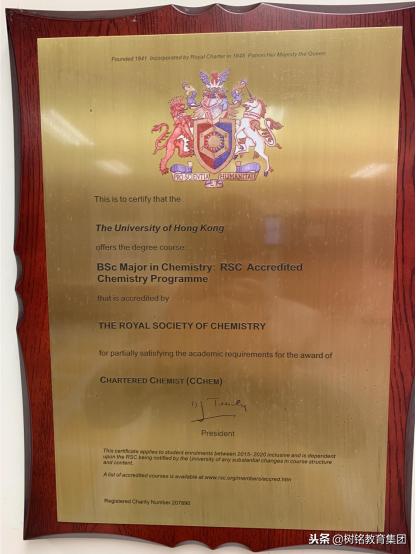 Founded 1841 Incorporated by Royal Charter in 1848 Patron:Her Majesty the Queen
PRO SCIENTIA ET HUMANITATE
This is to certify that the
The University of Hong Kong
offers the degree course:
BSc Major in Chemistry: RSC Accredited
Chemistry Programme
that is accredited by
THE ROYAL SOCIETY OF CHEMISTRY
for partially satisfying the academic requirements for the award of
CHARTERED CHEMIST (CCHEM)
President
This certificate applies to student enrolments between 2015- 2020 inclusive and is dependent
upon the RSC being notified by the University of any substantial changes in course structure
and content.
A list of accredited courses is available at www.rsc.org/members/accred.htm
Registered Charity Number 207890
头条 @树铭教育集团